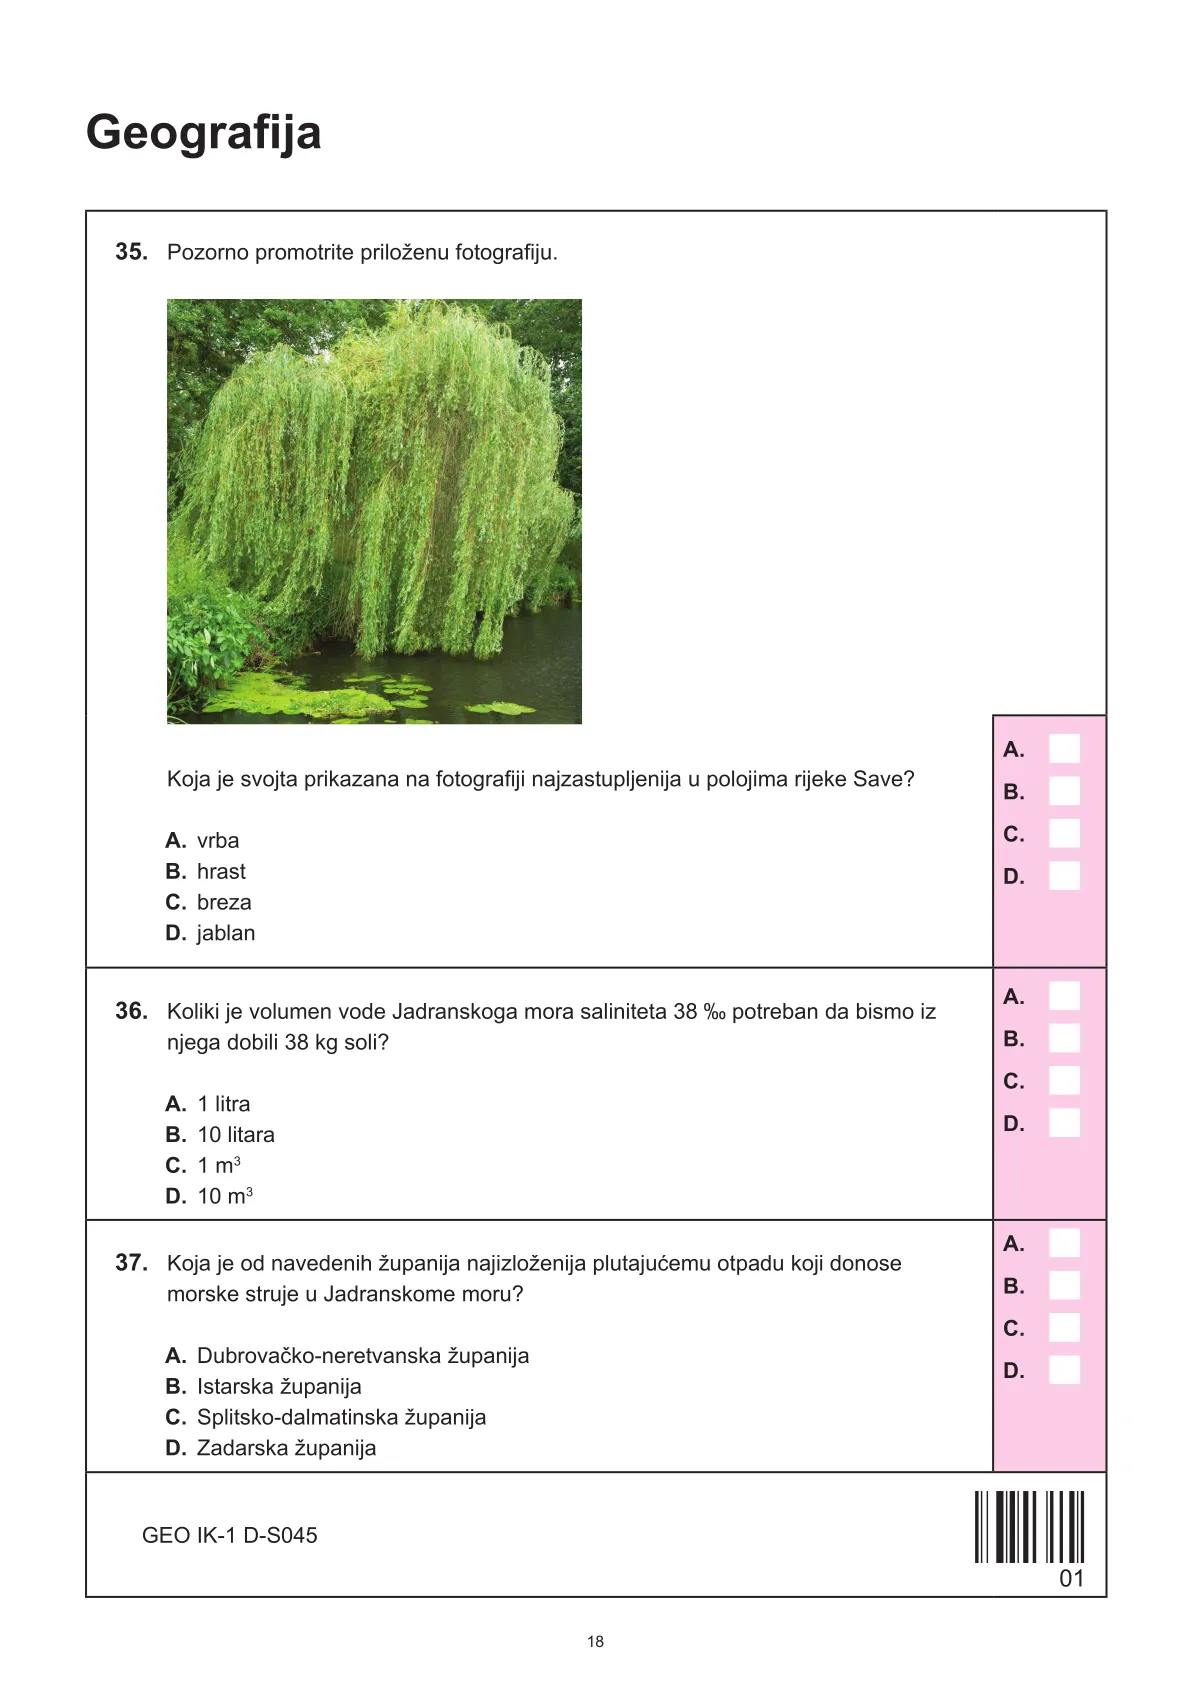 Geografija
35. Pozorno promotrite priloženu fotografiju.
Koja je svojta prikazana na fotografiji najzastupljenija u polojima rijeke Save?
A. vrba
B. hrast
C. breza
D. jablan
A.
B.
C.
D.
36. Koliki je volumen vode Jadranskoga mora saliniteta 38 ‰ potreban da bismo iz
njega dobili 38 kg soli?
A. 1 litra
B. 10 litara
C. 1 m³
D. 10 m³
A.
B.
C.
D.
37. Koja je od navedenih županija najizloženija plutajućemu otpadu koji donose
morske struje u Jadranskome moru?
A. Dubrovačko-neretvanska županija
B. Istarska županija
C. Splitsko-dalmatinska županija
D. Zadarska županija
A.
B.
C.
D.
GEO IK-1 D-S045
01
18